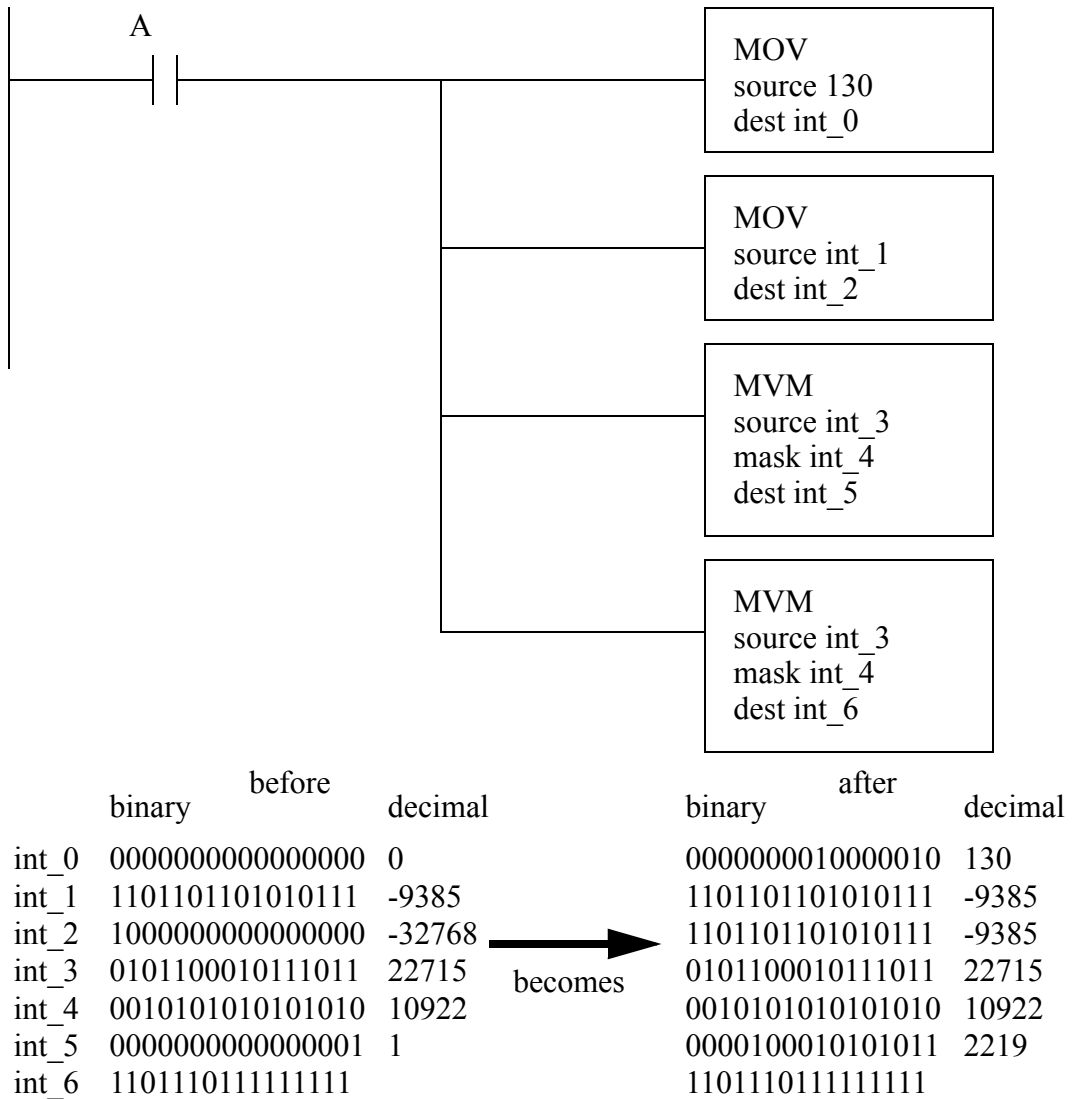 A
MOV
source 130
dest int_0
MOV
source int_1
dest int_2
MVM
source int_3
mask int_4
dest int_5
MVM
source int_3
mask int_4
dest int_6
before
after
binary decimal binary decimal
int_0 0000000000000000 0 0000000010000010 130
int_1 1101101101010111 -9385 1101101101010111 -9385
int_2 1000000000000000 -32768 1101101101010111 -9385
int_3 0101100010111011 22715 0101100010111011 22715
becomes
int_4 0010101010101010 10922 0010101010101010 10922
int_5 0000000000000001 1 0000100010101011 2219
int_6 1101110111111111 1101110111111111